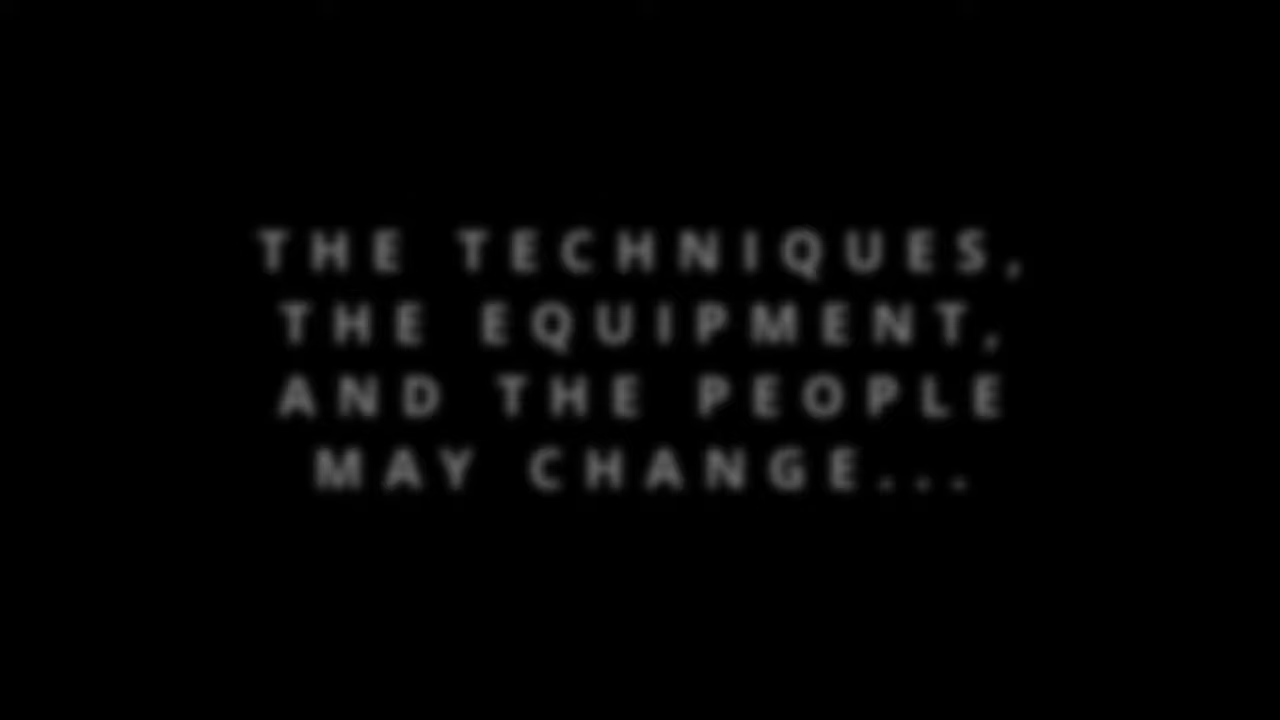 THE TECHNIQUES,
THE EQUIPMENT,
AND THE PEOPLE
MAY CHANGE...